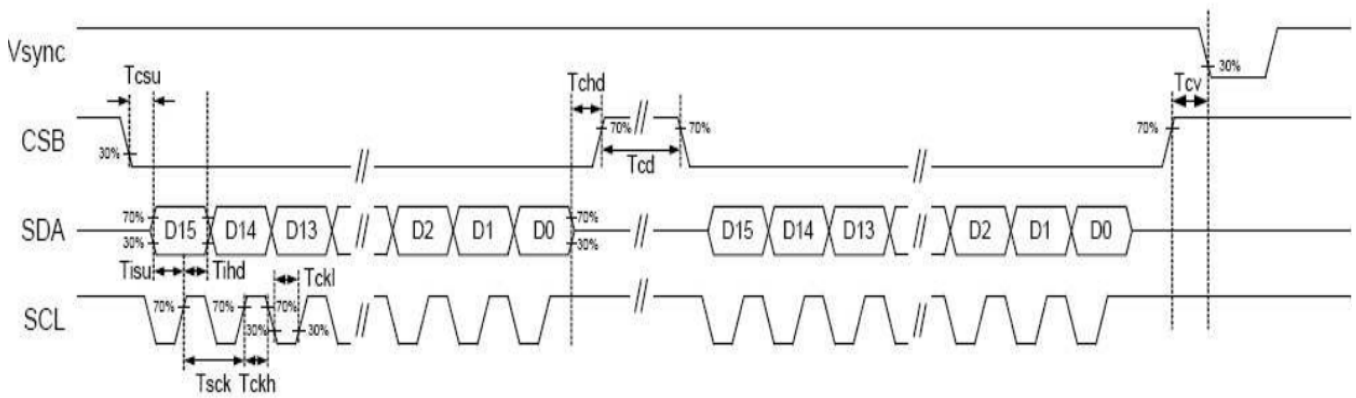 Vsync
30%
Tcsu Tchd Tcv
CSB 30% 70% 70% 70%
Tcd
SDA 70% 30% D15 D14 D13 D2 D1 D0 70% 30% D15 D14 D13 D2 D1 D0
Tisu Tihd Tckl
SCL 70% 70% 70% 30% 30%
Tsck Tckh